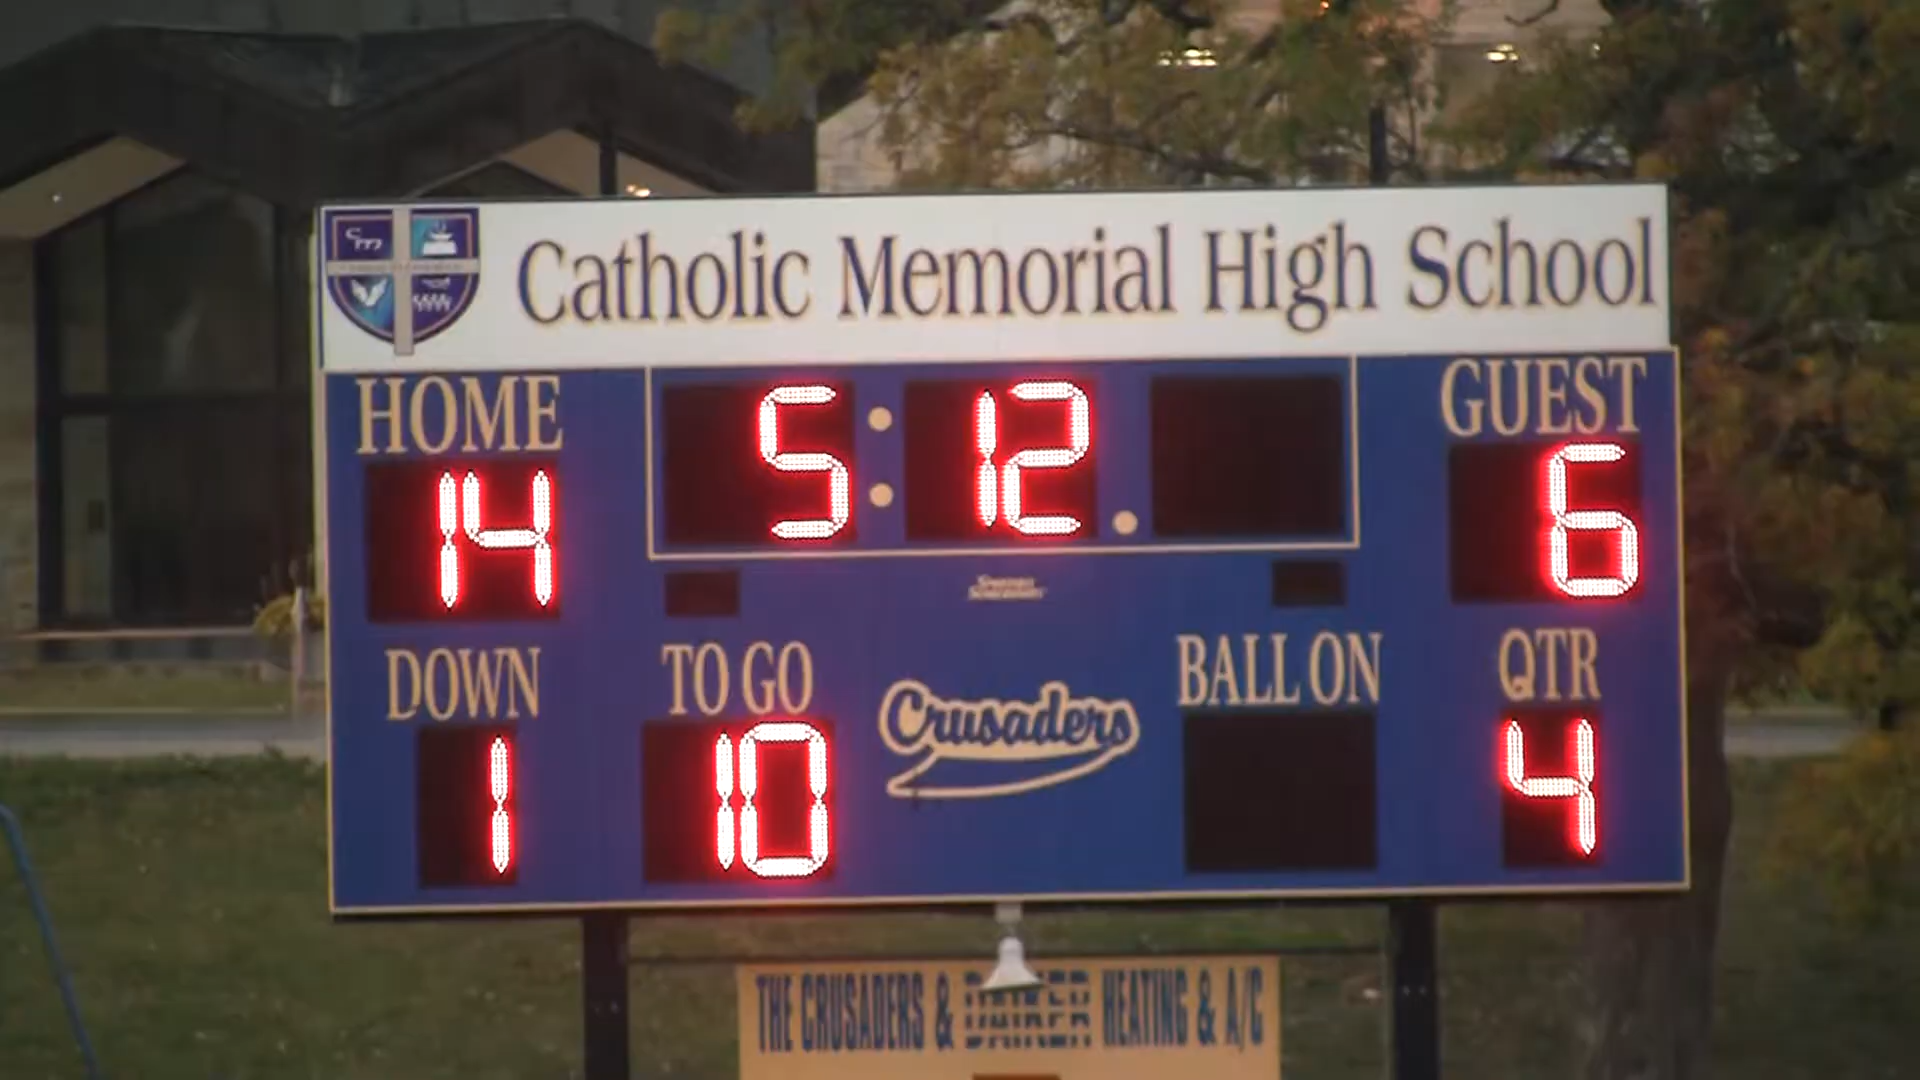 Catholic Memorial High School
HOME
5:12.
GUEST
14
6
DOWN
TO GO
Crusaders
BALL ON
QTR
1
10
4
THE CRUSADERS & DAIKER HEATING & A/C